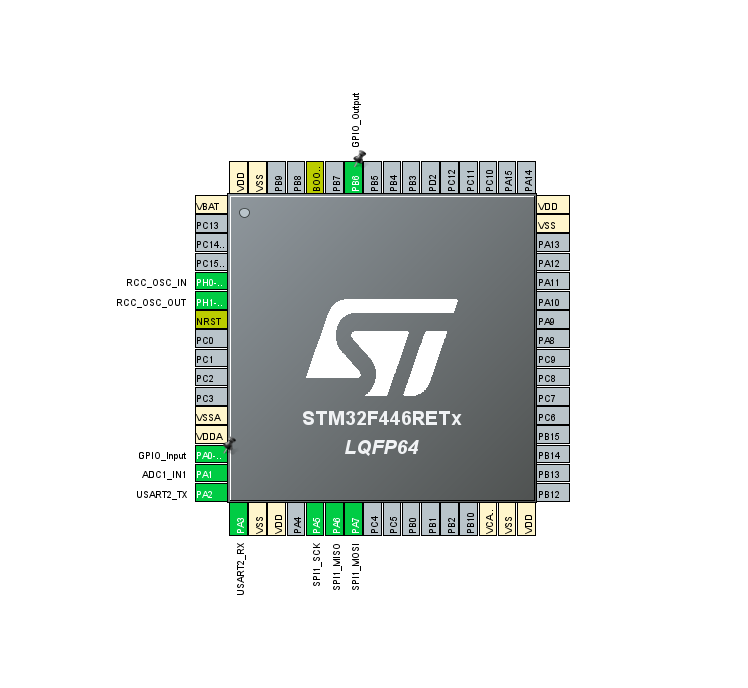 GPIO_Output
VDD
VSS
PB9
PB8
BOO..
PB7
PB6
PB5
PB4
PB3
PD2
PC12
PC11
PC10
PA15
PA14
VBAT
PC13
PC14..
PC15..
RCC_OSC_IN PH0-..
RCC_OSC_OUT PH1-..
NRST
PC0
PC1
PC2
PC3
VSSA
VDDA
GPIO_Input PA0-..
ADC1_IN1 PA1
USART2_TX PA2
ST
STM32F446RETx
LQFP64
VDD
VSS
PA13
PA12
PA11
PA10
PA9
PA8
PC9
PC8
PC7
PC6
PB15
PB14
PB13
PB12
PA3
VSS
VDD
PA4
PA5
PA6
PA7
PC4
PC5
PB0
PB1
PB2
PB10
VCA..
VSS
VDD
USART2_RX
SPI1_SCK
SPI1_MISO
SPI1_MOSI